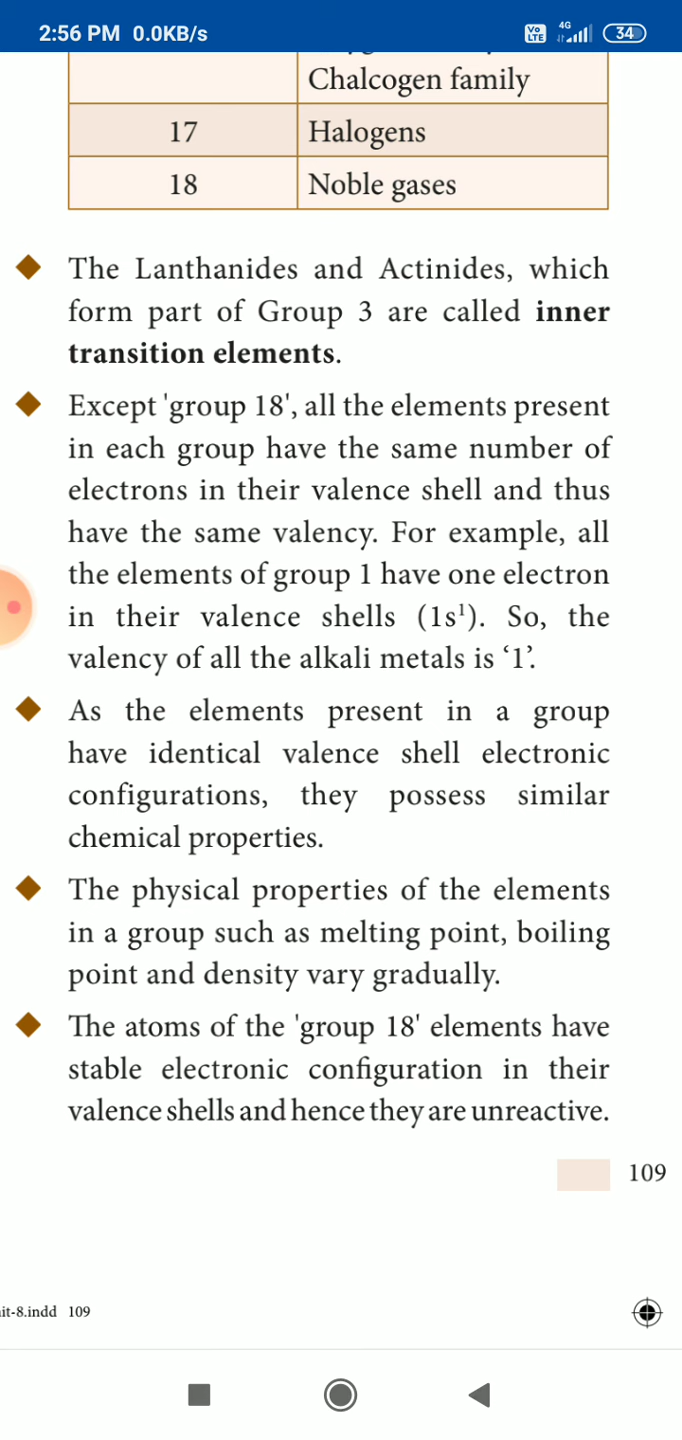 2:56 PM 0.0KB/s
Vo LTE 4G 34
Chalcogen family
17 Halogens
18 Noble gases
The Lanthanides and Actinides, which
form part of Group 3 are called inner
transition elements.
Except 'group 18', all the elements present
in each group have the same number of
electrons in their valence shell and thus
have the same valency. For example, all
the elements of group 1 have one electron
in their valence shells (1s¹). So, the
valency of all the alkali metals is ‘1’.
As the elements present in a group
have identical valence shell electronic
configurations, they possess similar
chemical properties.
The physical properties of the elements
in a group such as melting point, boiling
point and density vary gradually.
The atoms of the 'group 18' elements have
stable electronic configuration in their
valence shells and hence they are unreactive.
109
it-8.indd 109